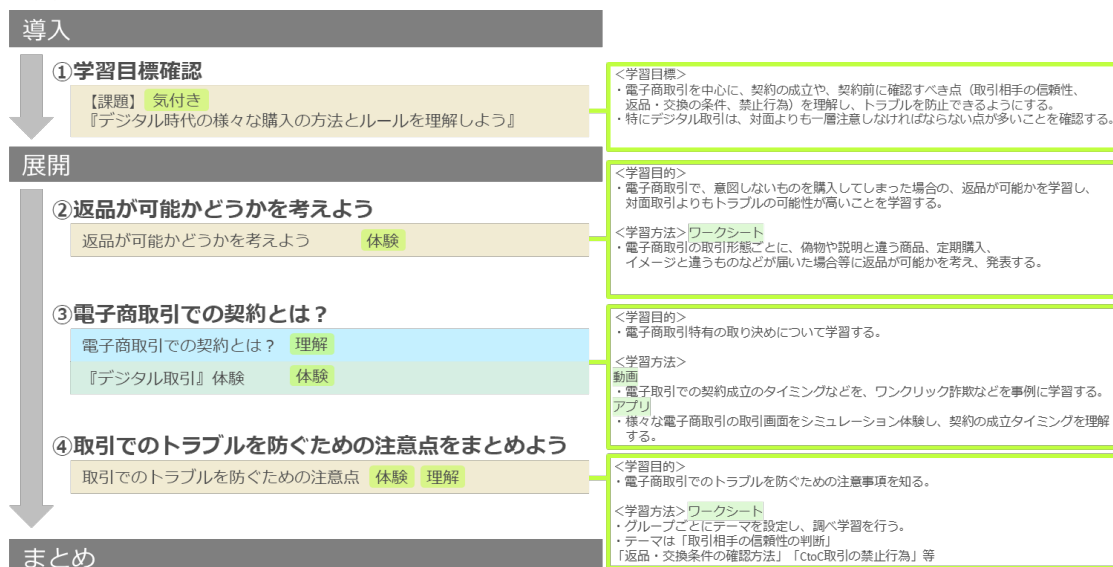 導入
①学習目標確認
【課題】 気付き
『デジタル時代の様々な購入の方法とルールを理解しよう』
<学習目標>
・電子商取引を中心に、契約の成立や、契約前に確認すべき点（取引相手の信頼性、
返品・交換の条件、禁止行為）を理解し、トラブルを防止できるようにする。
・特にデジタル取引は、対面よりも一層注意しなければならない点が多いことを確認する。
展開
②返品が可能かどうかを考えよう
返品が可能かどうかを考えよう 体験
<学習目的>
・電子商取引で、意図しないものを購入してしまった場合の、返品が可能かを学習し、
対面取引よりもトラブルの可能性が高いことを学習する。
<学習方法>ワークシート
・電子商取引の取引形態ごとに、偽物や説明と違う商品、定期購入、
イメージと違うものなどが届いた場合等に返品が可能かを考え、発表する。
③電子商取引での契約とは？
電子商取引での契約とは？ 理解
『デジタル取引』体験 体験
<学習目的>
・電子商取引特有の取り決めについて学習する。
<学習方法>
動画
・電子取引での契約成立のタイミングなどを、ワンクリック詐欺などを事例に学習する。
アプリ
・様々な電子商取引の取引画面をシミュレーション体験し、契約の成立タイミングを理解
する。
④取引でのトラブルを防ぐための注意点をまとめよう
取引でのトラブルを防ぐための注意点 体験 理解
<学習目的>
・電子商取引でのトラブルを防ぐための注意事項を知る。
<学習方法>ワークシート
・グループごとにテーマを設定し、調べ学習を行う。
・テーマは「取引相手の信頼性の判断」
「返品・交換条件の確認方法」「CtoC取引の禁止行為」等
まとめ